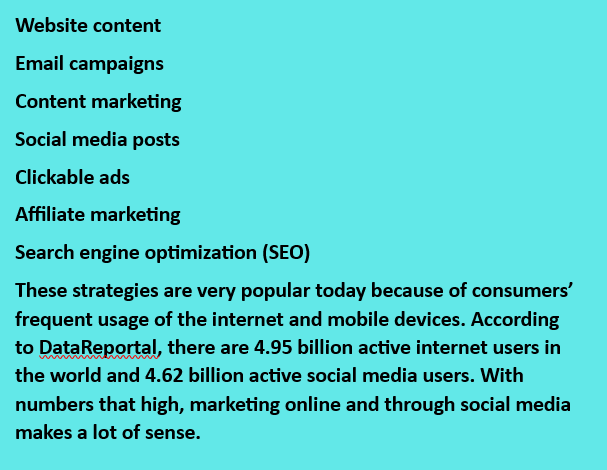 Website content
Email campaigns
Content marketing
Social media posts
Clickable ads
Affiliate marketing
Search engine optimization (SEO)
These strategies are very popular today because of consumers’
frequent usage of the internet and mobile devices. According
to DataReportal, there are 4.95 billion active internet users in
the world and 4.62 billion active social media users. With
numbers that high, marketing online and through social media
makes a lot of sense.